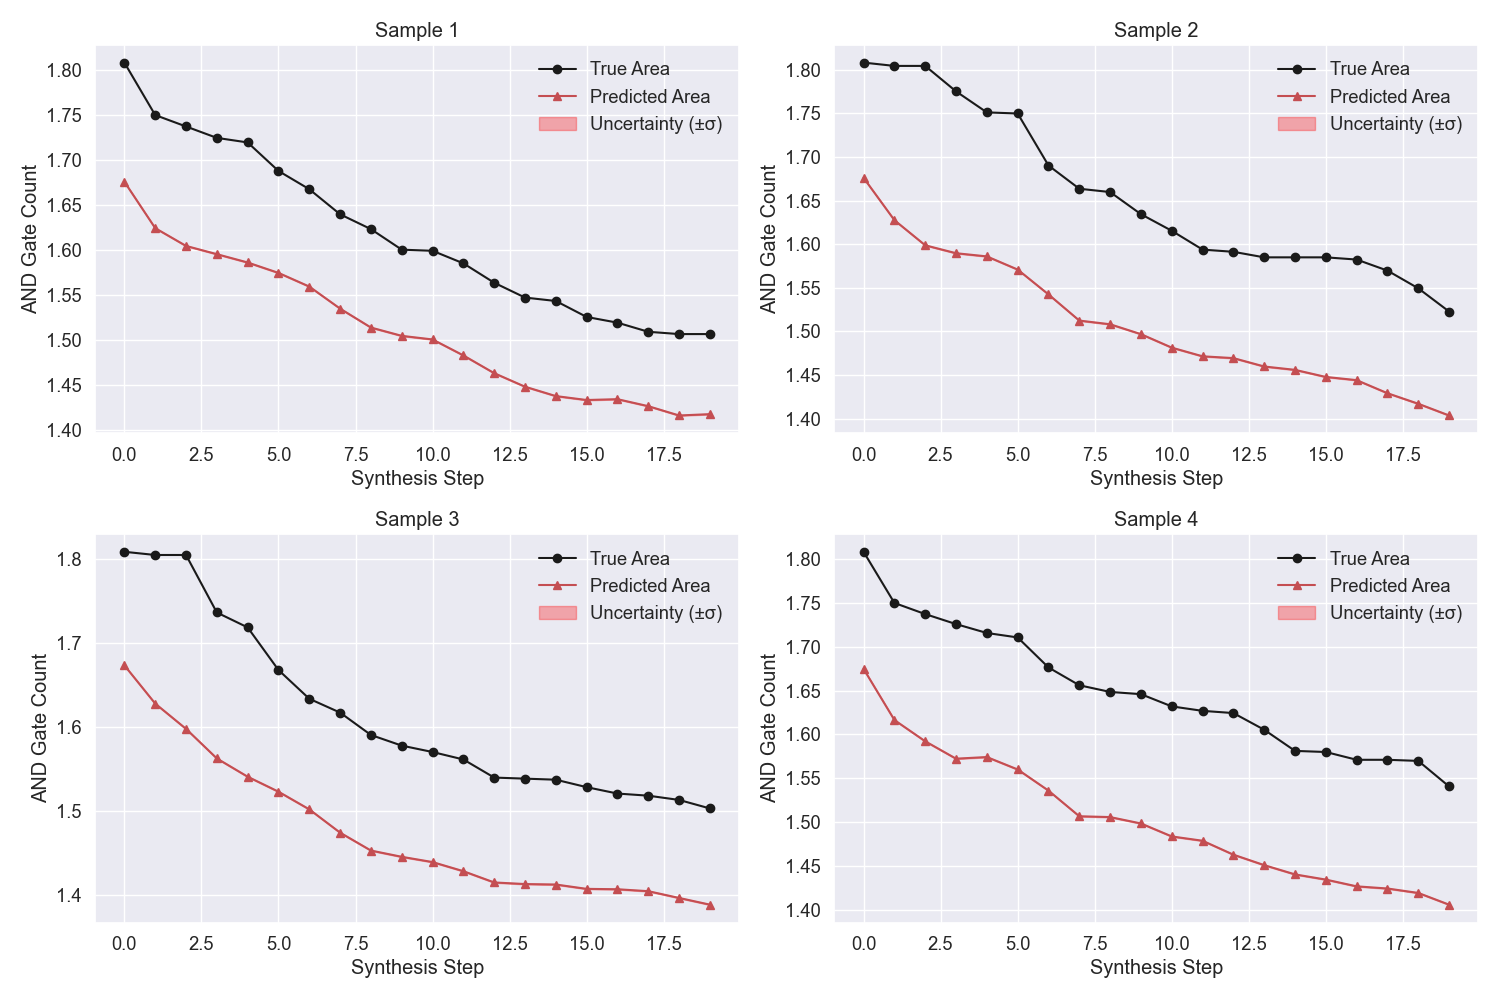 Sample 1
True Area
Predicted Area
Uncertainty (±σ)
AND Gate Count
1.80
1.75
1.70
1.65
1.60
1.55
1.50
1.45
1.40
0.0 2.5 5.0 7.5 10.0 12.5 15.0 17.5
Synthesis Step
Sample 2
True Area
Predicted Area
Uncertainty (±σ)
AND Gate Count
1.80
1.75
1.70
1.65
1.60
1.55
1.50
1.45
1.40
0.0 2.5 5.0 7.5 10.0 12.5 15.0 17.5
Synthesis Step
Sample 3
True Area
Predicted Area
Uncertainty (±σ)
AND Gate Count
1.8
1.7
1.6
1.5
1.4
0.0 2.5 5.0 7.5 10.0 12.5 15.0 17.5
Synthesis Step
Sample 4
True Area
Predicted Area
Uncertainty (±σ)
AND Gate Count
1.80
1.75
1.70
1.65
1.60
1.55
1.50
1.45
1.40
0.0 2.5 5.0 7.5 10.0 12.5 15.0 17.5
Synthesis Step